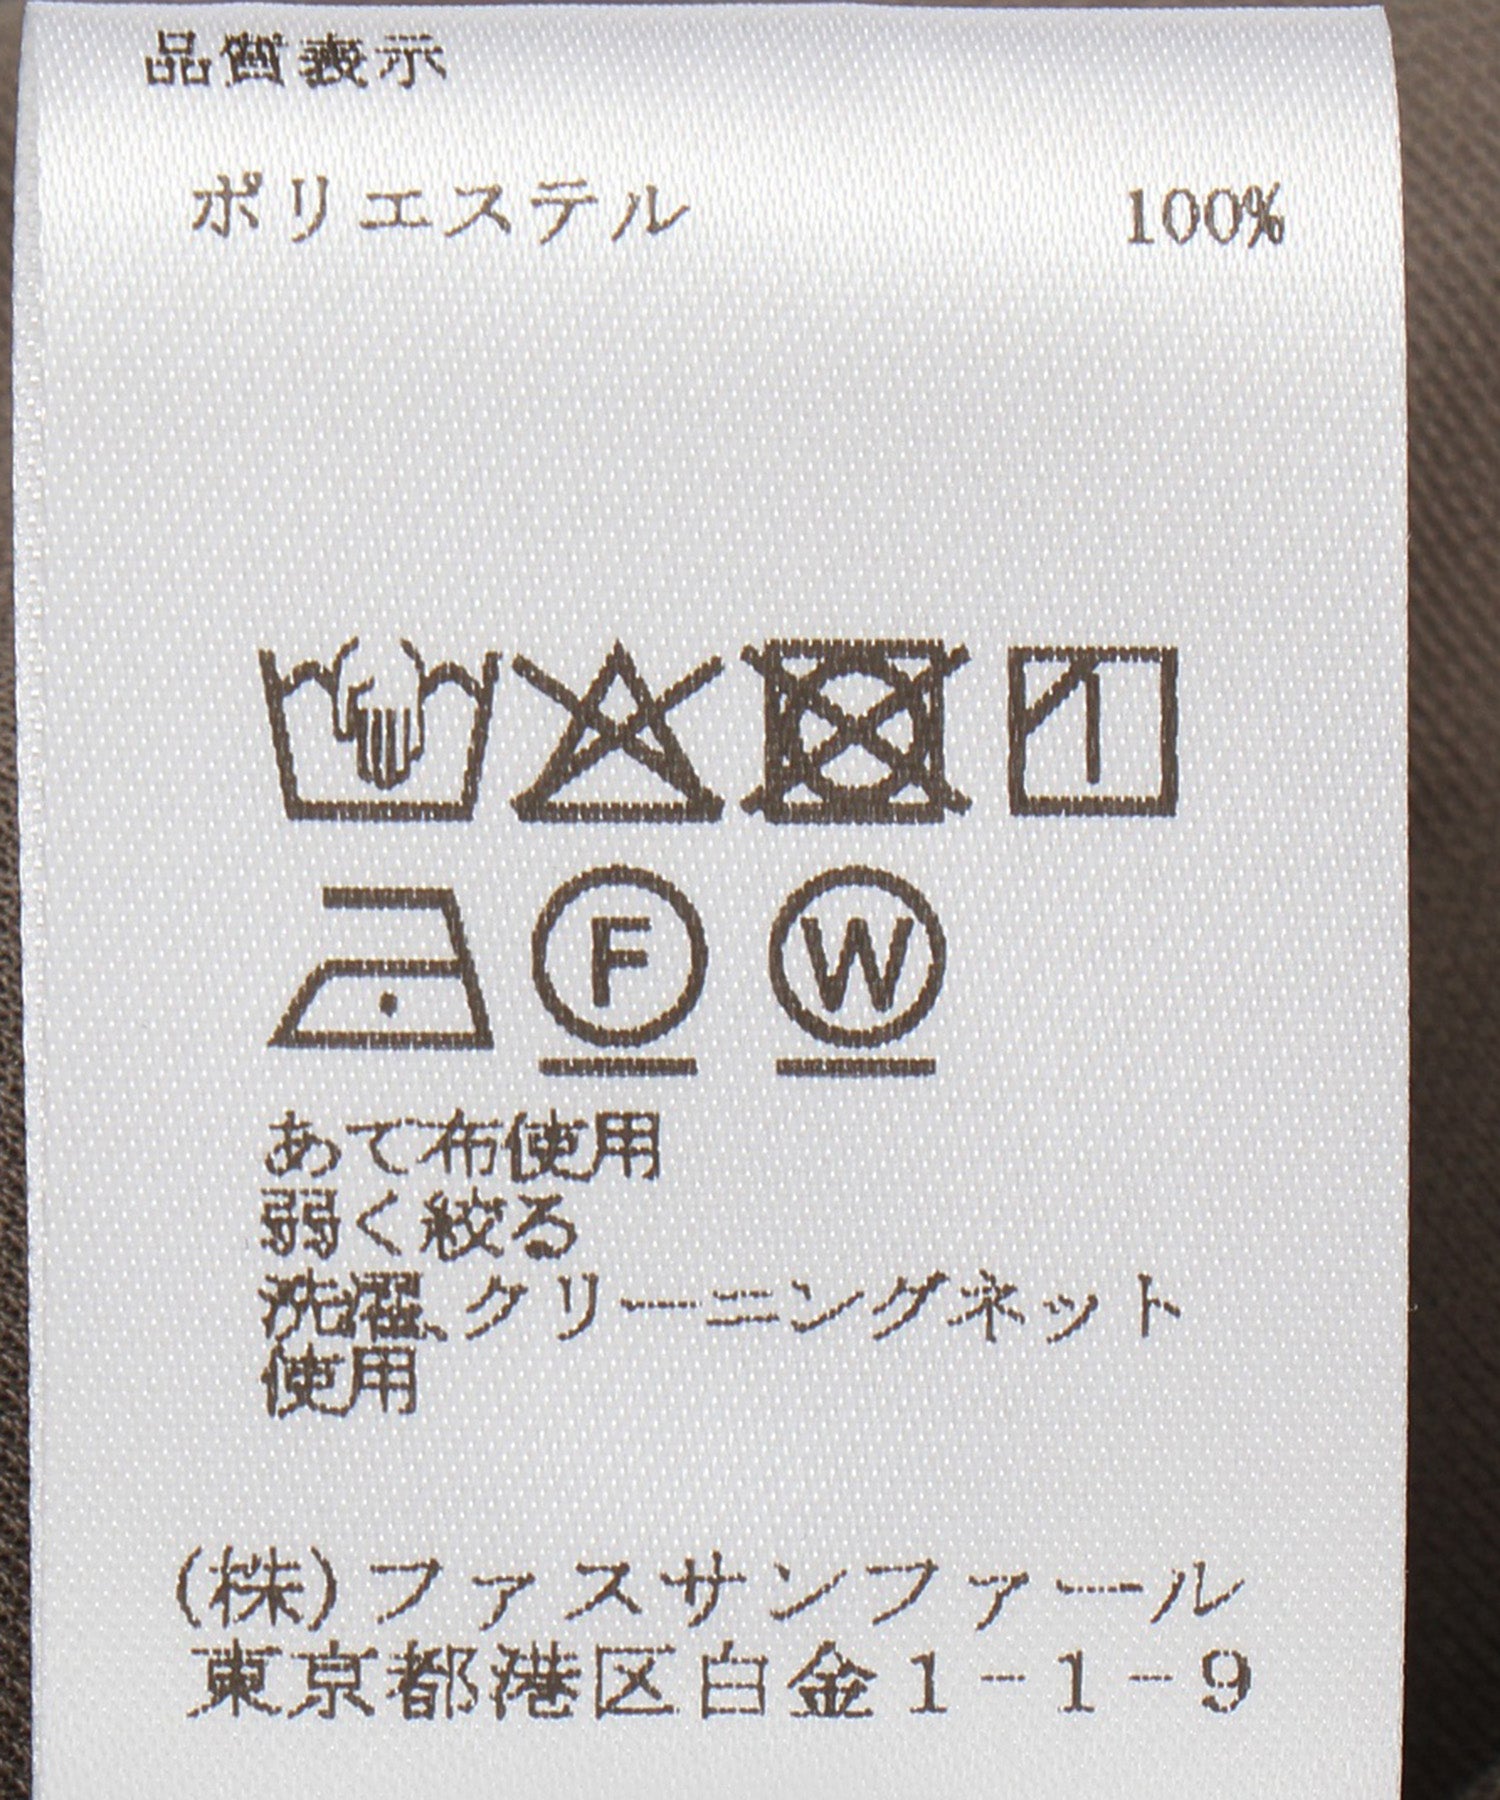 品質表示
ポリエステル 100%
F W
あて布使用
弱く絞る
洗濯、クリーニングネット
使用
(株)ファスサンファール
東京都港区白金1-1-9